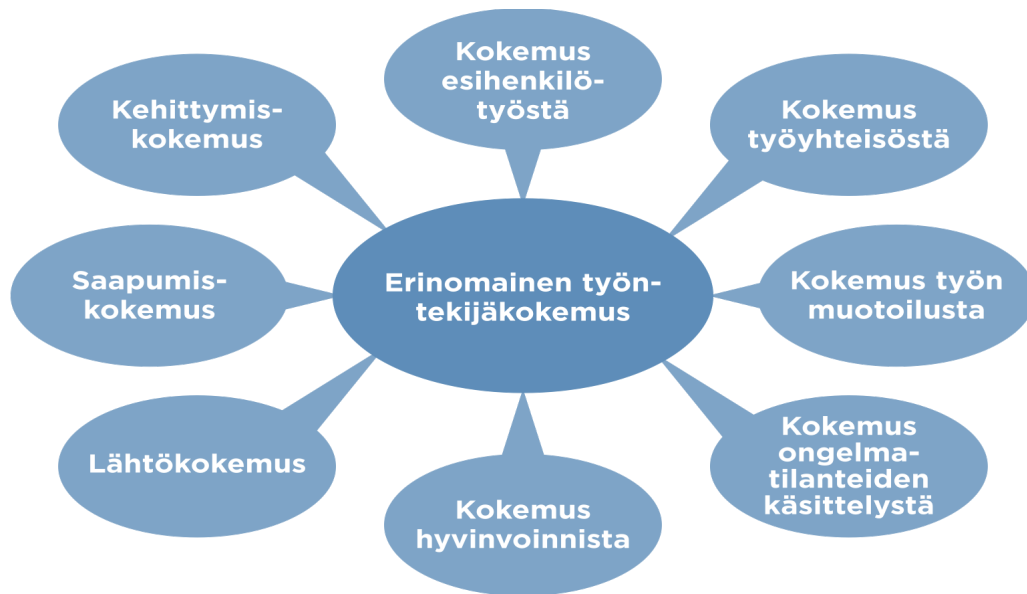 Kokemus
esihenkilö-
työstä
Kehittymis-
kokemus
Kokemus
työyhteisöstä
Saapumis-
kokemus
Erinomainen työn-
tekijäkokemus
Kokemus työn
muotoilusta
Lähtökokemus
Kokemus
ongelma-
tilanteiden
käsittelystä
Kokemus
hyvinvoinnista